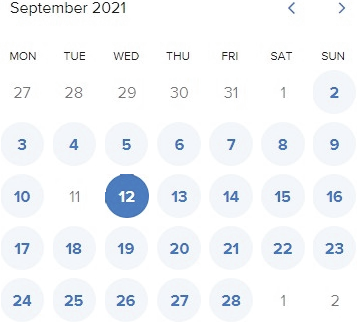 September 2021
MON TUE WED THU FRI SAT SUN
27 28 29 30 31 1 2
3 4 5 6 7 8 9
10 11 12 13 14 15 16
17 18 19 20 21 22 23
24 25 26 27 28 1 2